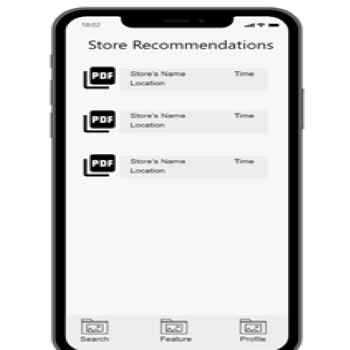 18:02
Store Recommendations
PDF
Store's Name Time
Location
PDF
Store's Name Time
Location
PDF
Store's Name Time
Location
Search Feature Profile